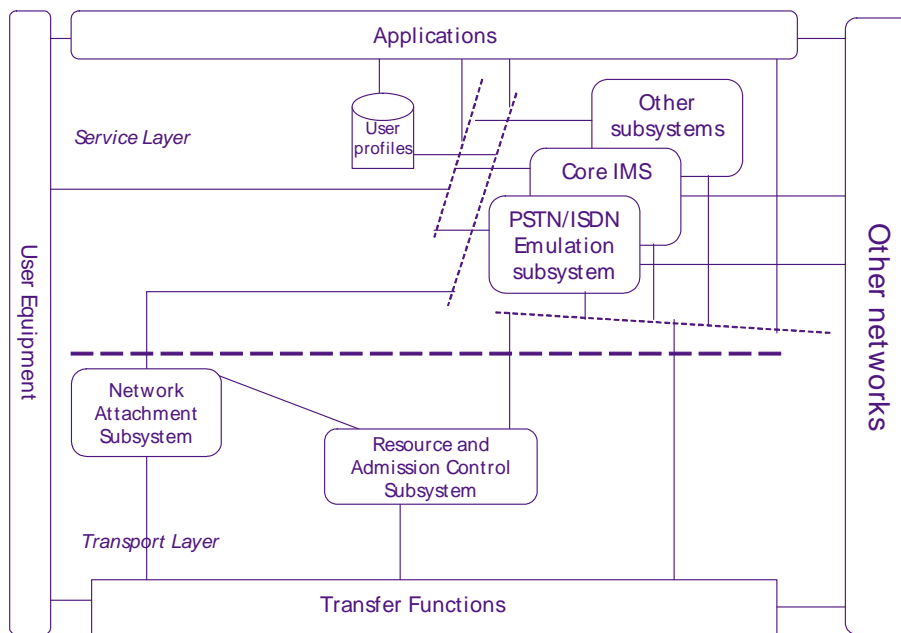 Applications
User
profiles
Service Layer
Other
subsystems
Core IMS
PSTN/ISDN
Emulation
subsystem
User Equipment
Other networks
Network
Attachment
Subsystem
Resource and
Admission Control
Subsystem
Transport Layer
Transfer Functions